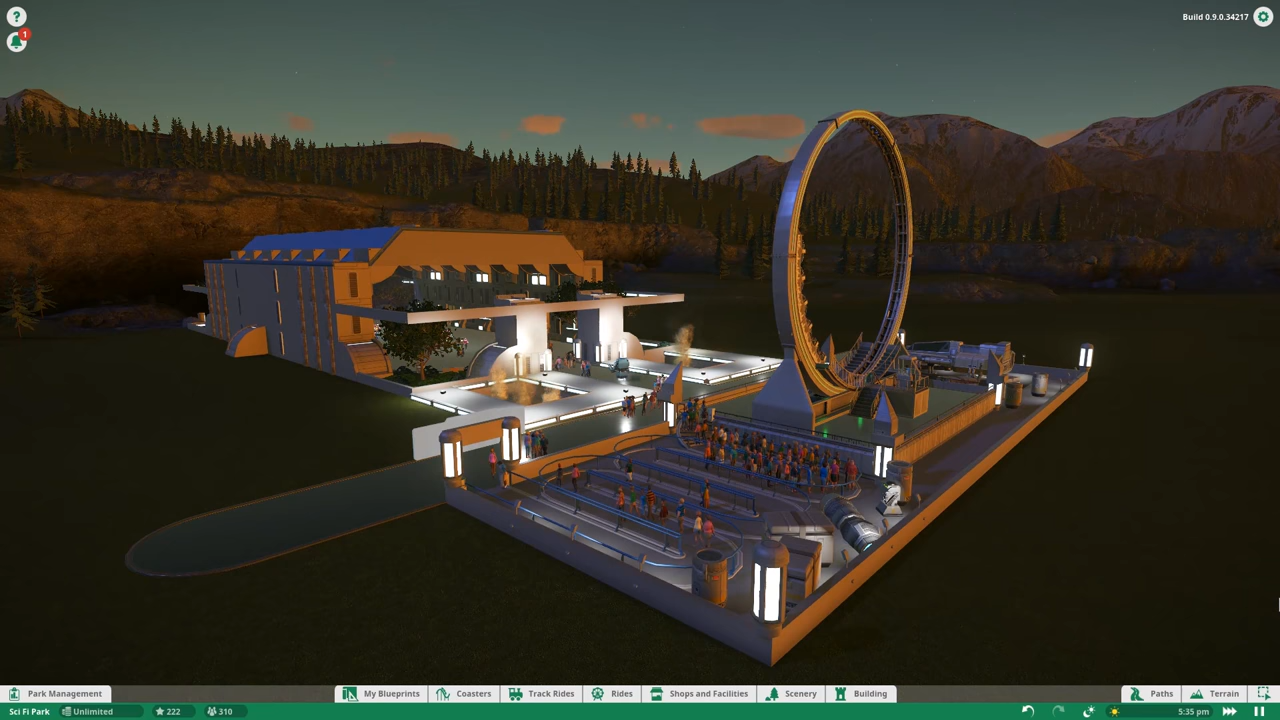 ?
Build 0.9.0.34217
1
Park Management
My Blueprints
Coasters
Track Rides
Rides
Shops and Facilities
Scenery
Building
Paths
Terrain
Sci Fi Park
Unlimited
222
310
5:35 pm